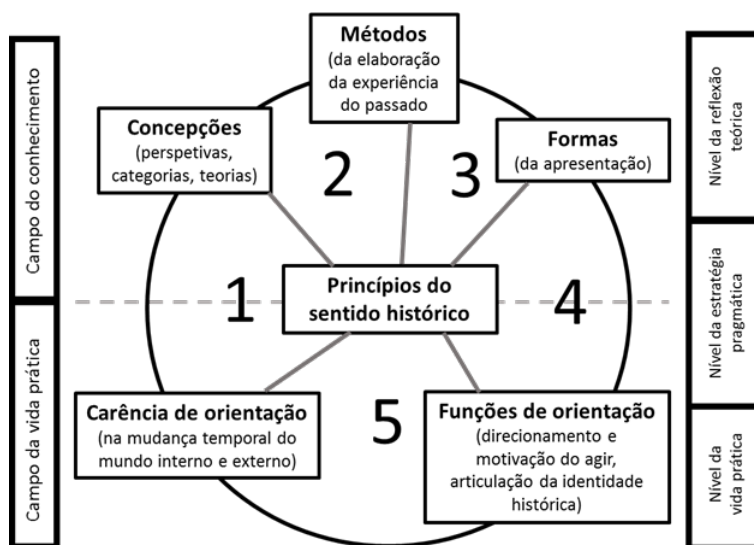 Métodos
(da elaboração
da experiência
do passado
Concepções
(perspetivas,
categorias, teorias)
Formas
(da apresentação)
2
3
Princípios do
sentido histórico
1
4
Carência de orientação
(na mudança temporal do
mundo interno e externo)
5
Funções de orientação
(direcionamento e
motivação do agir,
articulação da identidade
histórica)
Campo do conhecimento
Campo da vida prática
Nível da reflexão
teórica
Nível da estratégia
pragmática
Nível da
vida prática